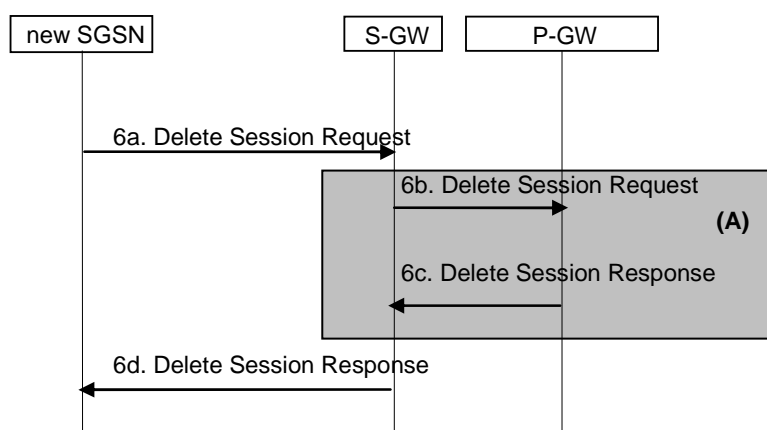 new SGSN
S-GW
P-GW
6a. Delete Session Request
6b. Delete Session Request
(A)
6c. Delete Session Response
6d. Delete Session Response